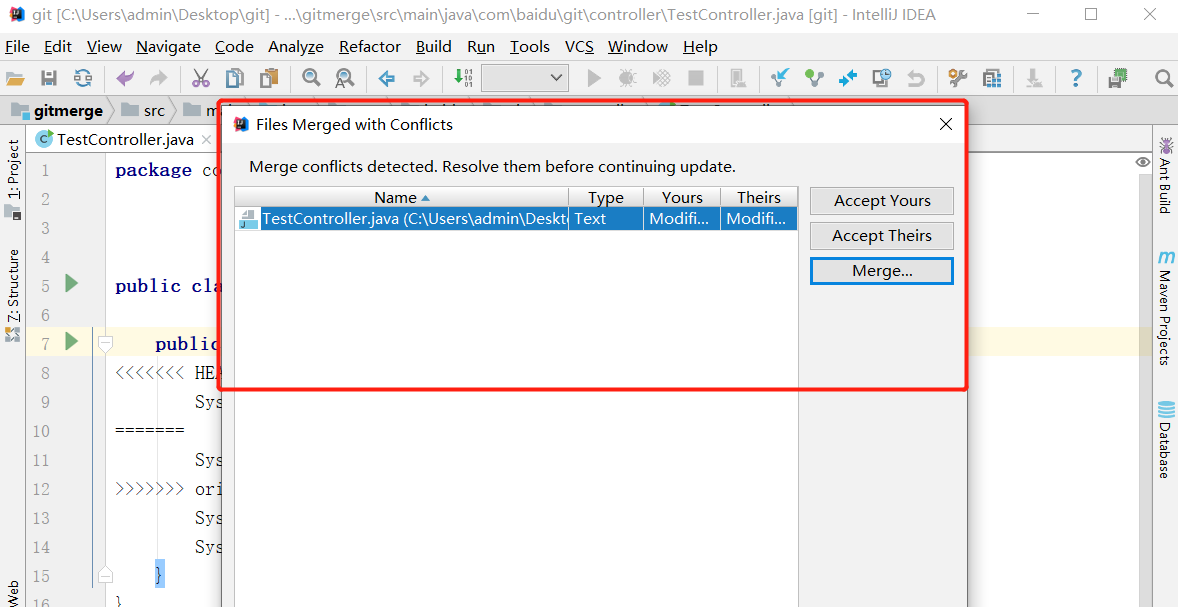 git [C:\Users\admin\Desktop\git] - ...\gitmerge\src\main\java\com\baidu\git\controller\TestController.java [git] - IntelliJ IDEA
File Edit View Navigate Code Analyze Refactor Build Run Tools VCS Window Help
gitmerge src
TestController.java
1: Project
Z: Structure
Web
Ant Build
Maven Projects
Database
Files Merged with Conflicts
Merge conflicts detected. Resolve them before continuing update.
Name Type Yours Theirs
TestController.java (C:\Users\admin\Deskt Text Modifi... Modifi...
Accept Yours
Accept Theirs
Merge...
1 package co
2
3
4
5 public cla
6
7 public
8 <<<<<<< HEA
9 Sys
10 =======
11 Sys
12 >>>>>>> ori
13 Sys
14 Sys
15 }
16 }